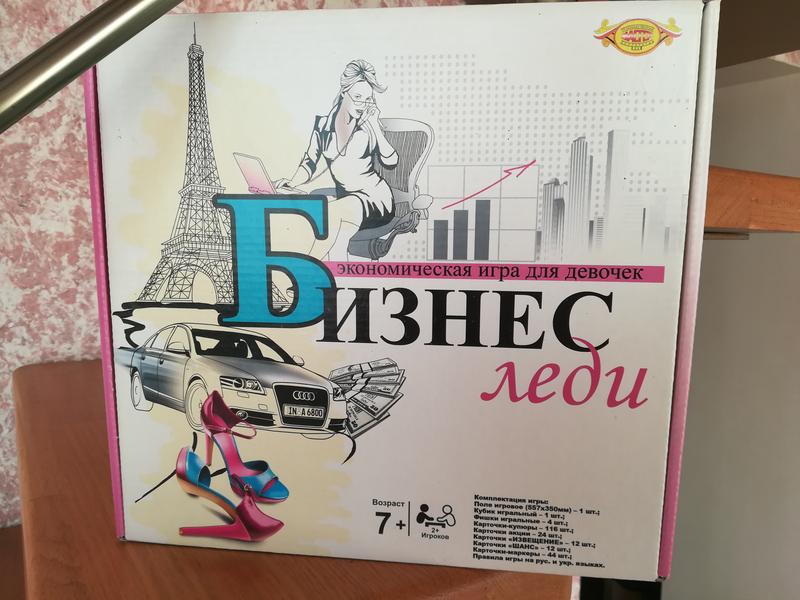 экономическая игра для девочек
Бизнес
леди
IN:A 6800
Возраст
7+
2+
Игроков
Комплектация игры:
Поле игровое (557х350мм) – 1 шт.;
Кубик игральный – 1 шт.;
Фишки игральные – 4 шт.;
Карточки-купюры – 116 шт.;
Карточки акции – 24 шт.;
Карточки «ИЗВЕЩЕНИЕ» – 12 шт.;
Карточки «ШАНС» – 12 шт.;
Карточки-маркеры – 44 шт.;
Правила игры на рус. и укр. языках.